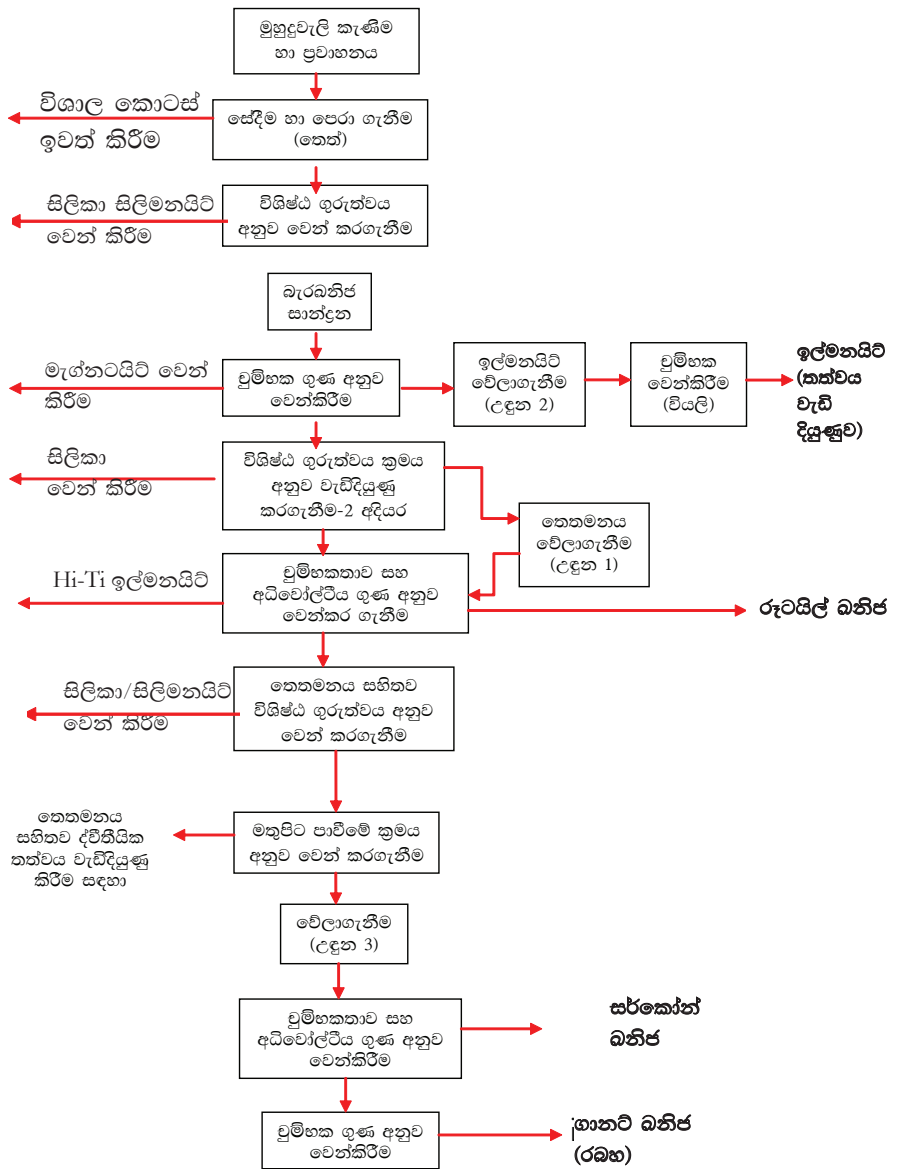 මුහුදුවැලි කැණීම
හා ප්‍රවාහනය
විශාල කොටස්
ඉවත් කිරීම
සේදීම හා පෙරා ගැනීම
(තෙත්)
සිලිකා සිලිමනයිට්
වෙන් කිරීම
විශිෂ්ඨ ගුරුත්වය
අනුව වෙන් කරගැනීම
බැරඛනිජ
සාන්ද්‍රන
මැග්නටයිට් වෙන්
කිරීම
චුම්භක ගුණ අනුව
වෙන්කිරීම
ඉල්මනයිට්
වේලාගැනීම
(උඳුන 2)
චුම්භක
වෙන්කිරීම
(වියලි)
ඉල්මනයිට්
(තත්වය
වැඩි
දියුණුව)
සිලිකා
වෙන් කිරීම
විශිෂ්ඨ ගුරුත්වය ක්‍රමය
අනුව වැඩිදියුණු
කරගැනීම-2 අදියර
තෙතමනය
වේලාගැනීම
(උඳුන 1)
Hi-Ti ඉල්මනයිට්
චුම්භකතාව සහ
අධිවෝල්ටීය ගුණ අනුව
වෙන්කර ගැනීම
රූටයිල් ඛනිජ
සිලිකා/සිලිමනයිට්
වෙන් කිරීම
තෙතමනය සහිතව
විශිෂ්ඨ ගුරුත්වය අනුව
වෙන් කරගැනීම
තෙතමනය
සහිතව ද්වීතීයික
තත්වය වැඩිදියුණු
කිරීම සඳහා
මතුපිට පාවීමේ ක්‍රමය
අනුව වෙන් කරගැනීම
වේලාගැනීම
(උඳුන 3)
චුම්භකතාව සහ
අධිවෝල්ටීය ගුණ අනුව
වෙන්කිරීම
සර්කෝන්
ඛනිජ
චුම්භක ගුණ අනුව
වෙන්කිරීම
ගානට් ඛනිජ
(රබහ)